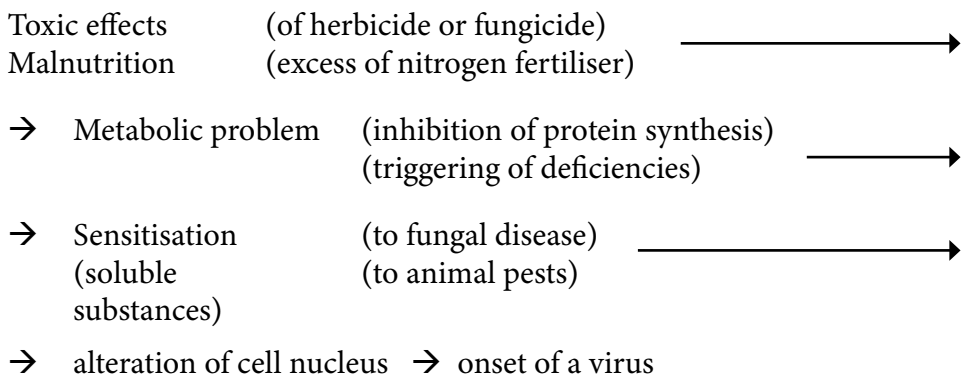 Toxic effects (of herbicide or fungicide) →
Malnutrition (excess of nitrogen fertiliser)
→ Metabolic problem (inhibition of protein synthesis)
(triggering of deficiencies) →
→ Sensitisation (to fungal disease) →
(soluble (to animal pests)
substances)
→ alteration of cell nucleus → onset of a virus